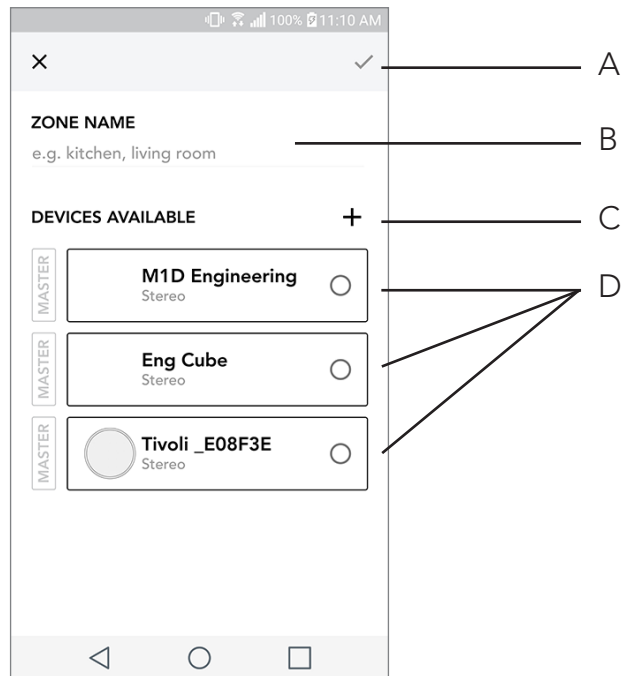 100% 11:10 AM
A
ZONE NAME
B
e.g. kitchen, living room
DEVICES AVAILABLE
C
MASTER
M1D Engineering
Stereo
D
MASTER
Eng Cube
Stereo
MASTER
Tivoli _E08F3E
Stereo